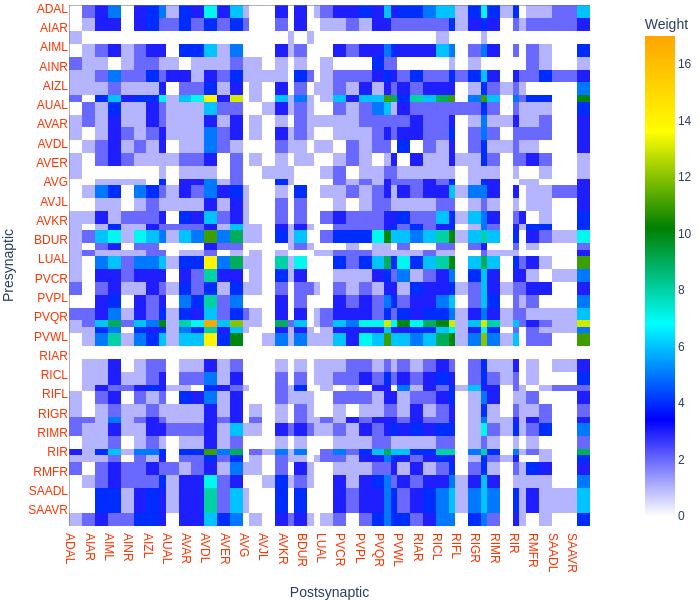 Weight
16
14
12
10
8
6
4
2
0
Presynaptic
ADAL
AIAR
AIML
AINR
AIZL
AUAL
AVAR
AVDL
AVER
AVG
AVJL
AVKR
BDUR
LUAL
PVCR
PVPL
PVQR
PVWL
RIAR
RICL
RIFL
RIGR
RIMR
RIR
RMFR
SAADL
SAAVR
ADAL
AIAR
AIML
AINR
AIZL
AUAL
AVAR
AVDL
AVER
AVG
AVJL
AVKR
BDUR
LUAL
PVCR
PVPL
PVQR
PVWL
RIAR
RICL
RIFL
RIGR
RIMR
RIR
RMFR
SAADL
SAAVR
Postsynaptic